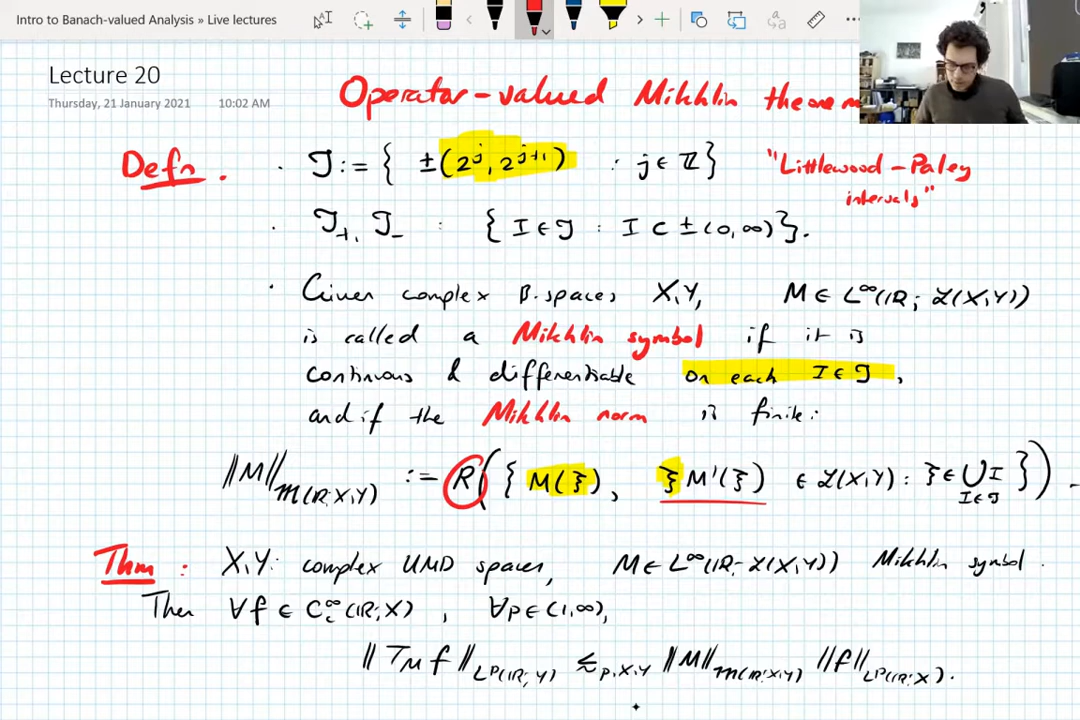 Intro to Banach-valued Analysis » Live lectures
Lecture 20
Thursday, 21 January 2021 10:02 AM
Operator-valued Mikhlin theorem
Defn. · 𝓘 := { ±(2^j, 2^{j+1}) : j ∈ ℤ } "Littlewood-Paley
intervals"
· 𝓘₊, 𝓘₋ : { I ∈ 𝓘 : I ⊂ ±(0, ∞) }.
· Given complex B. spaces X, Y, M ∈ L^∞(ℝ; 𝓛(X,Y))
is called a Mikhlin symbol if it is
continuous & differentiable on each I ∈ 𝓘,
and if the Mikhlin norm is finite:
‖M‖_{𝓜(ℝ;X,Y)} := R({ M(ξ), ξM'(ξ) ∈ 𝓛(X,Y) : ξ ∈ ⋃_{I∈𝓘} I })
Thm : X, Y: complex UMD spaces, M ∈ L^∞(ℝ; 𝓛(X,Y)) Mikhlin symbol.
Then ∀f ∈ C_c^∞(ℝ; X), ∀p ∈ (1, ∞),
‖T_M f‖_{L^p(ℝ; Y)} ≲_{p,X,Y} ‖M‖_{𝓜(ℝ;X,Y)} ‖f‖_{L^p(ℝ;X)}.